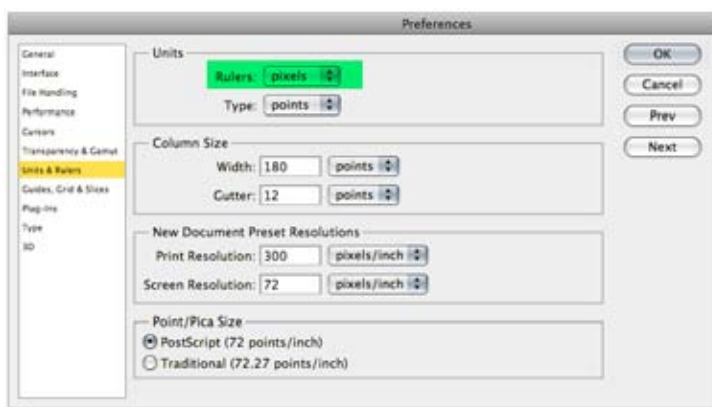 Preferences
General
Interface
File Handling
Performance
Cursors
Transparency & Gamut
Units & Rulers
Guides, Grid & Slices
Plug-Ins
Type
3D
Units
Rulers: pixels
Type: points
Column Size
Width: 180 points
Gutter: 12 points
New Document Preset Resolutions
Print Resolution: 300 pixels/inch
Screen Resolution: 72 pixels/inch
Point/Pica Size
PostScript (72 points/inch)
Traditional (72.27 points/inch)
OK
Cancel
Prev
Next